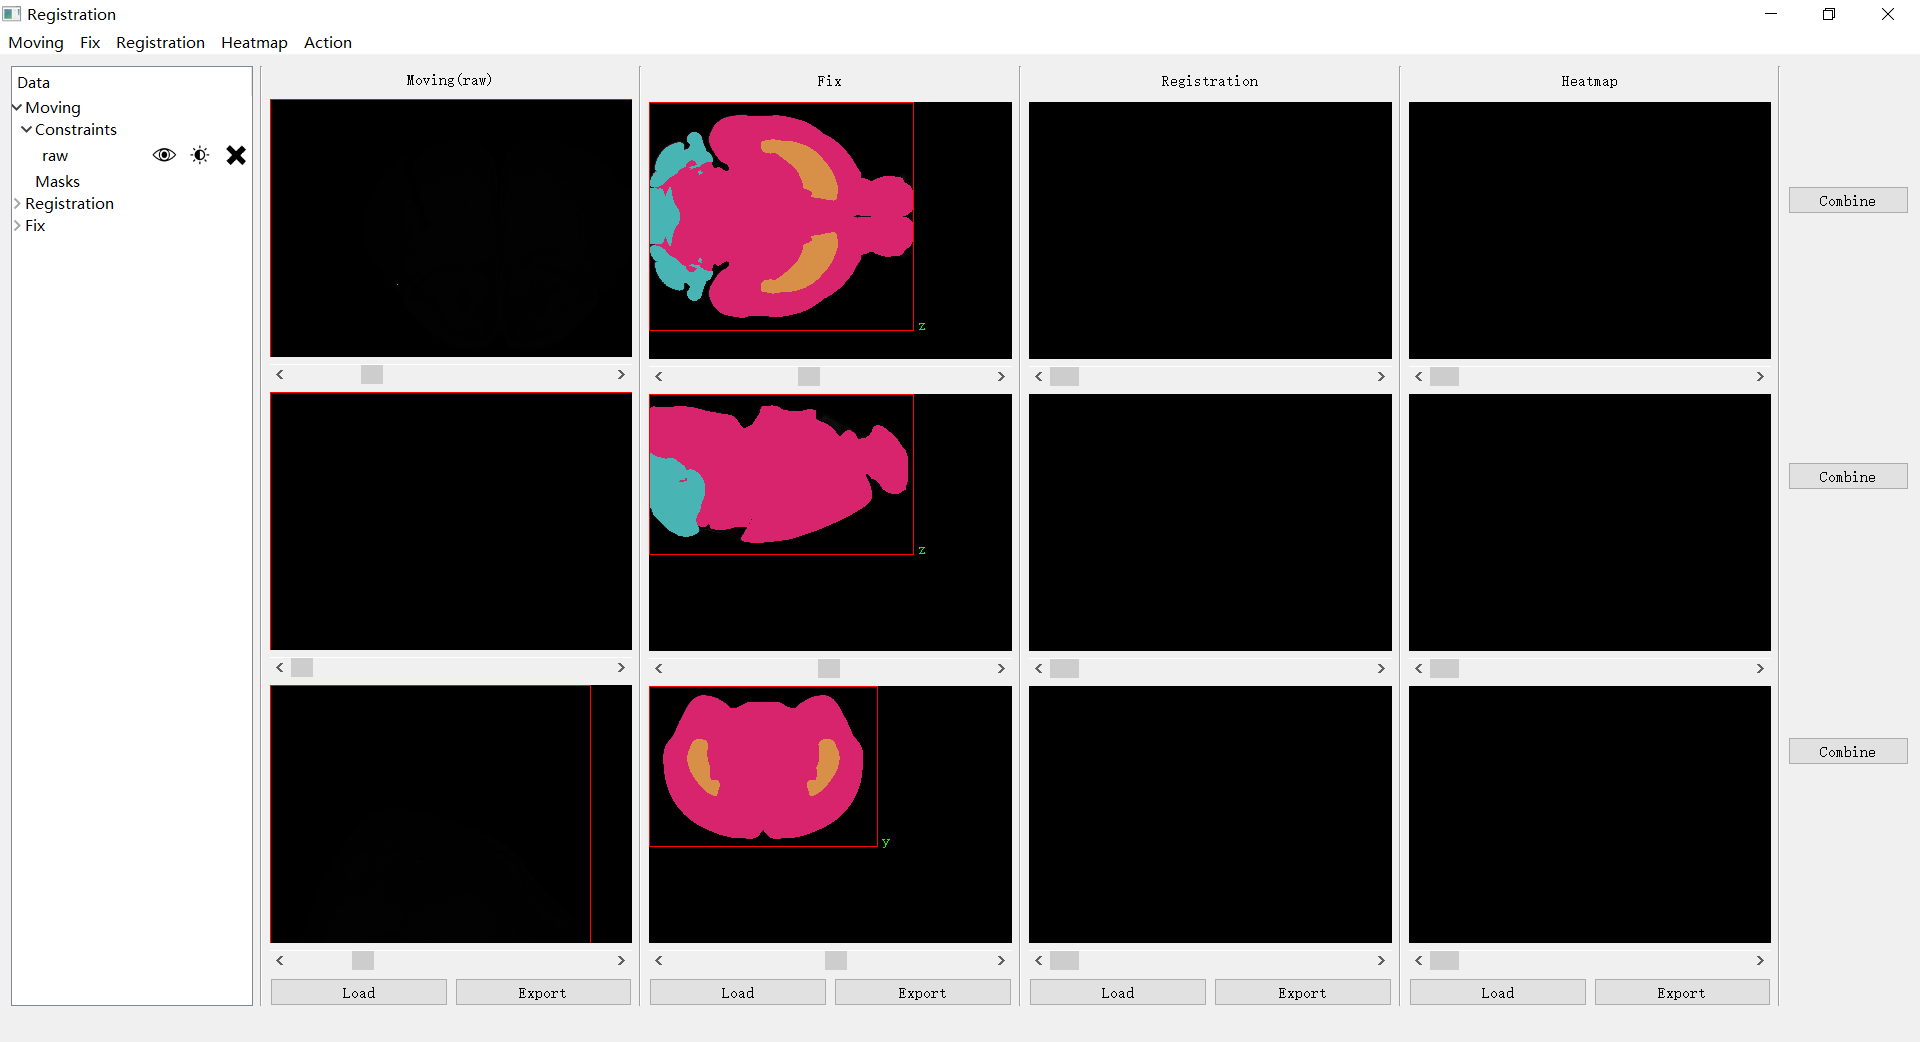 Registration
Moving Fix Registration Heatmap Action
Data
Moving
Constraints
raw
Masks
Registration
Fix
Moving(raw)
Fix
Registration
Heatmap
z
z
y
Combine
Combine
Combine
Load Export Load Export Load Export Load Export